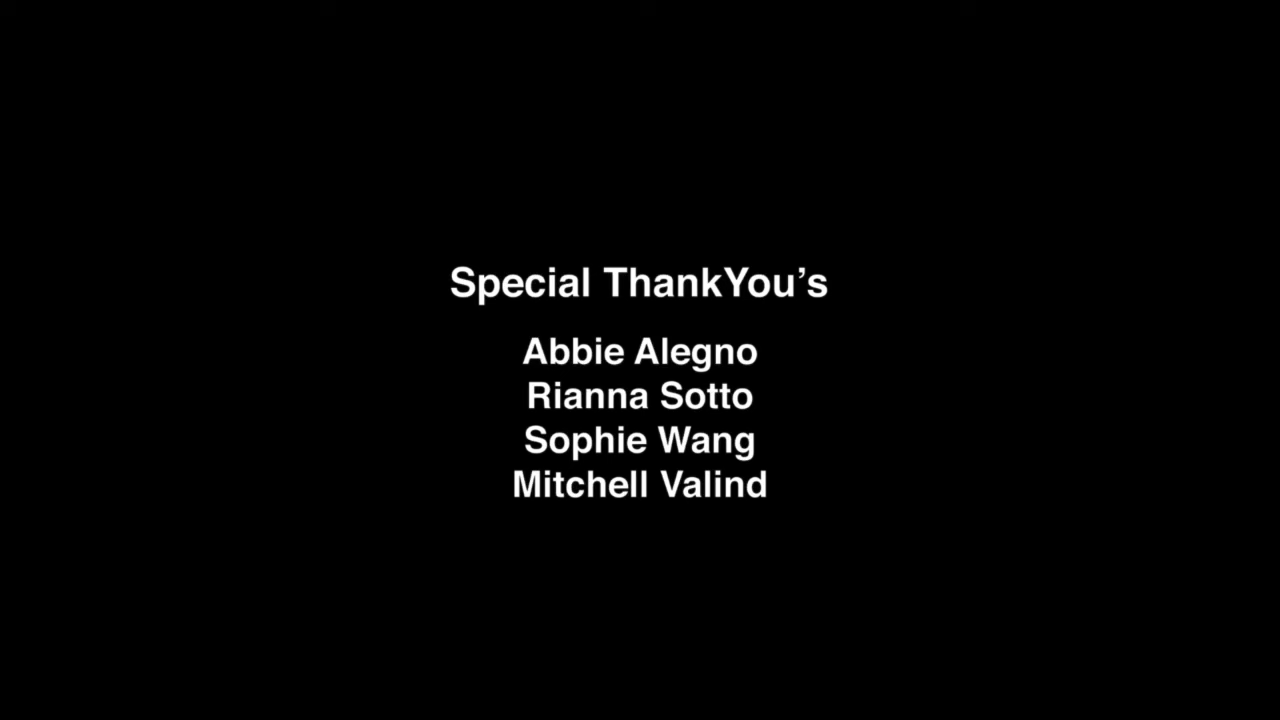 Special ThankYou’s
Abbie Alegno
Rianna Sotto
Sophie Wang
Mitchell Valind